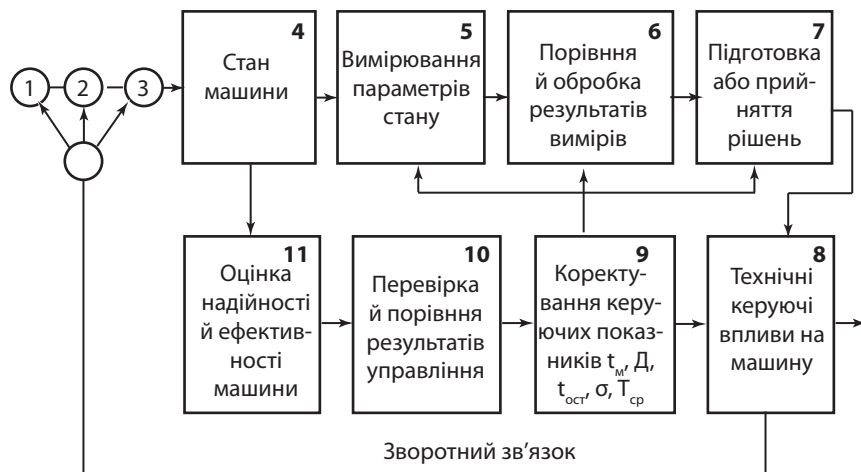 1
2
3
4
Стан
машини
5
Вимірювання
параметрів
стану
6
Порівння
й обробка
результатів
вимірів
7
Підготовка
або прий-
няття
рішень
11
Оцінка
надійності
й ефектив-
ності
машини
10
Перевірка
й порівння
результатів
управління
9
Коректу-
вання керу-
ючих показ-
ників tм, Д,
tост, σ, Tср
8
Технічні
керуючі
впливи на
машину
Зворотний зв’язок